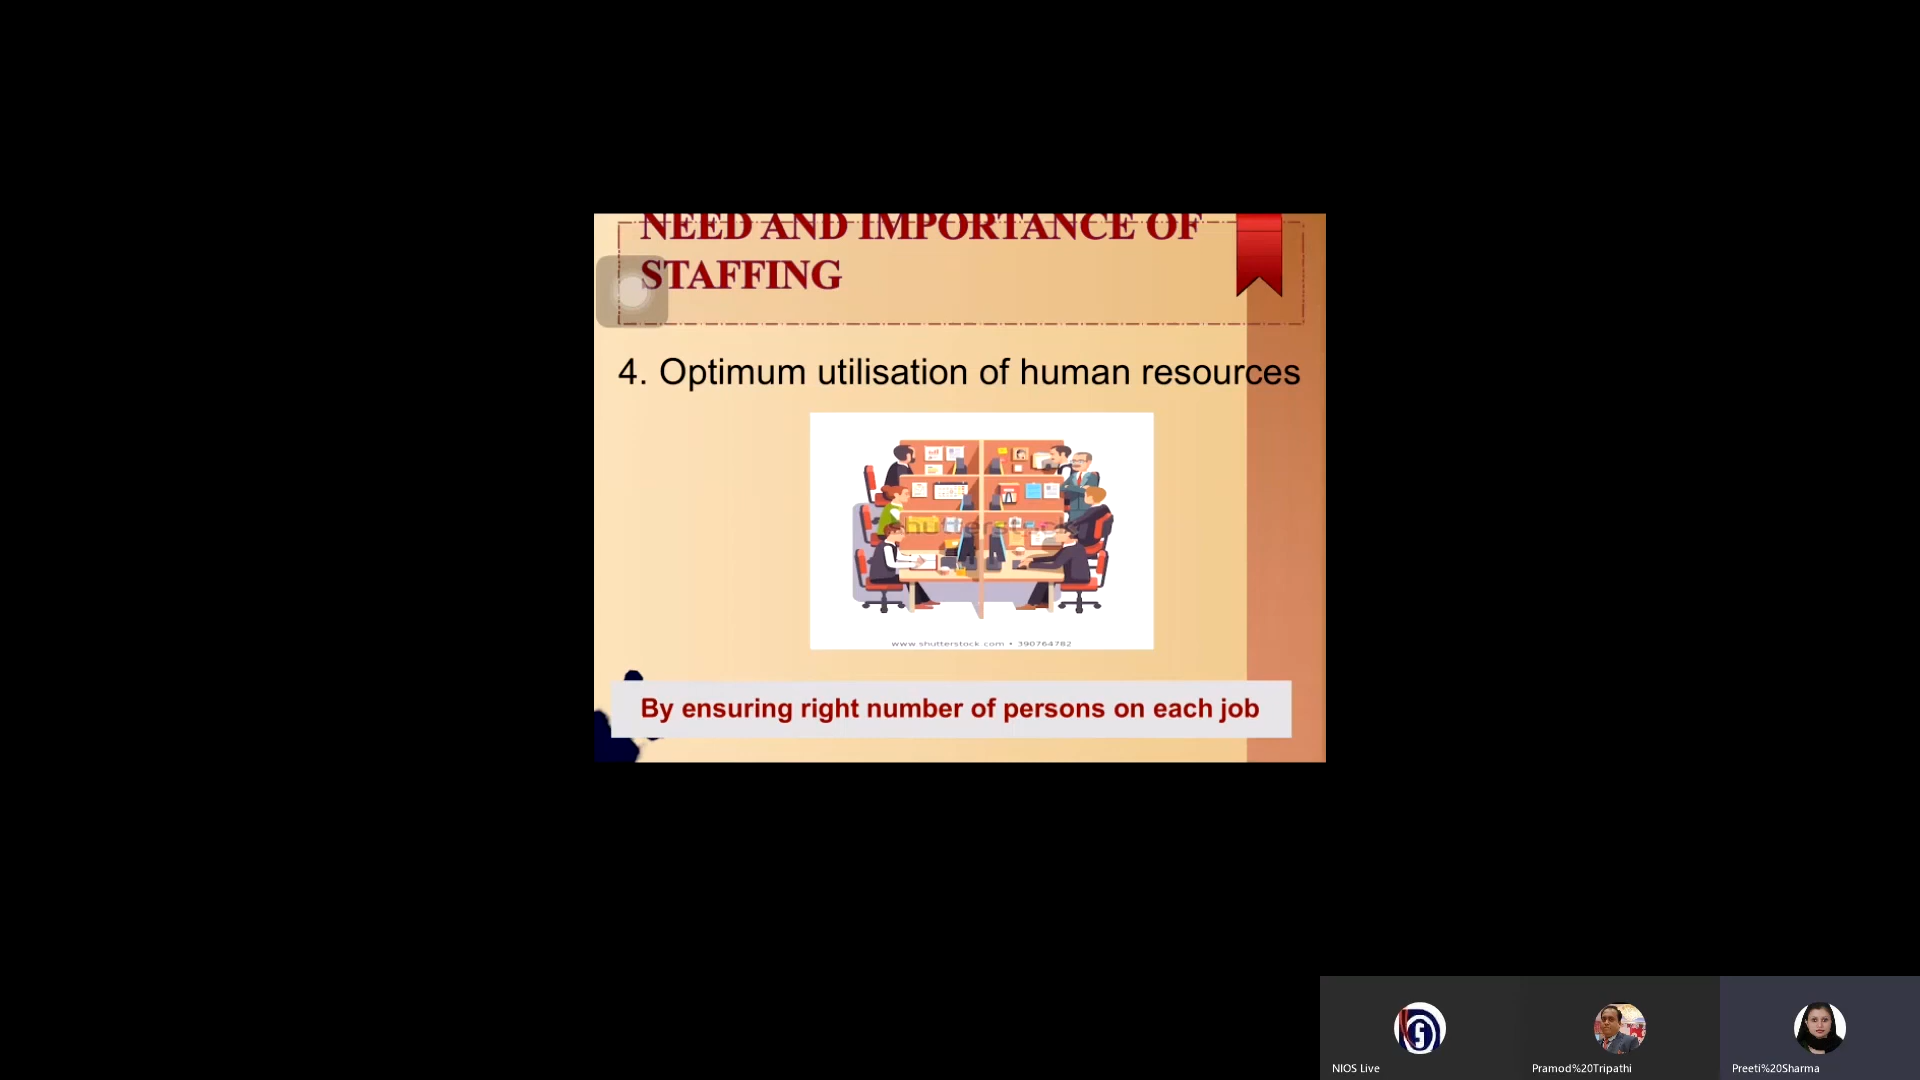 NEED AND IMPORTANCE OF
STAFFING
4. Optimum utilisation of human resources
shutterstock
www.shutterstock.com • 390764782
By ensuring right number of persons on each job
NIOS Live
Pramod%20Tripathi
Preeti%20Sharma